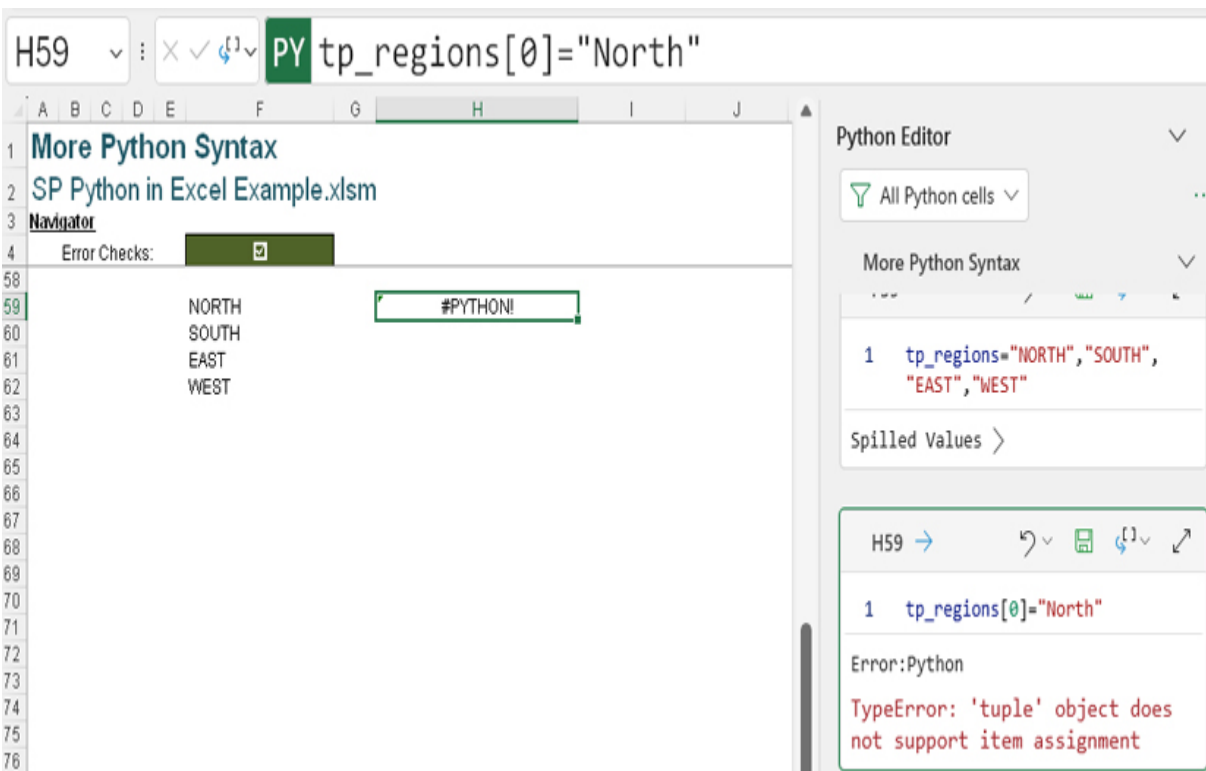 H59
PY tp_regions[0]="North"
A B C D E F G H I J
1 More Python Syntax
2 SP Python in Excel Example.xlsm
3 Navigator
4 Error Checks:
58
59 NORTH #PYTHON!
60 SOUTH
61 EAST
62 WEST
63
64
65
66
67
68
69
70
71
72
73
74
75
76
Python Editor
All Python cells
More Python Syntax
1 tp_regions="NORTH","SOUTH",
"EAST","WEST"
Spilled Values
H59
1 tp_regions[0]="North"
Error:Python
TypeError: 'tuple' object does
not support item assignment